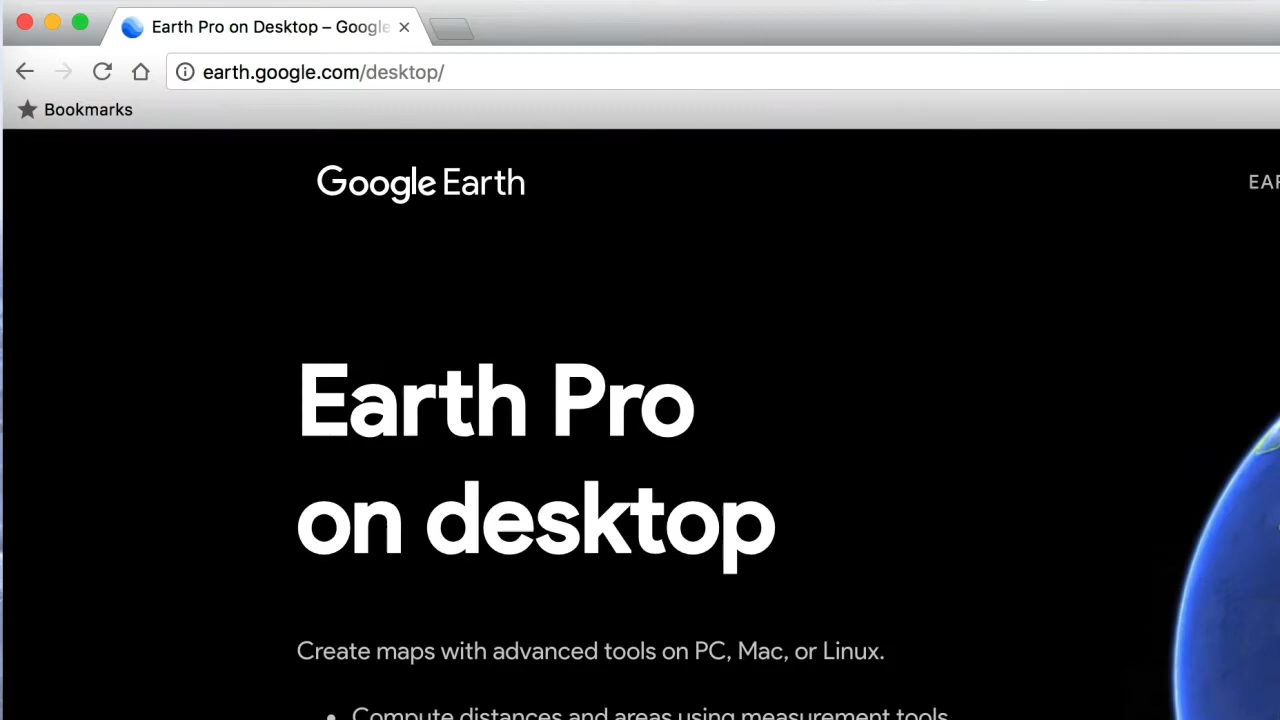 Earth Pro on Desktop – Google
earth.google.com/desktop/
Bookmarks
Google Earth
EAR
Earth Pro
on desktop
Create maps with advanced tools on PC, Mac, or Linux.
• Compute distances and areas using measurement tools